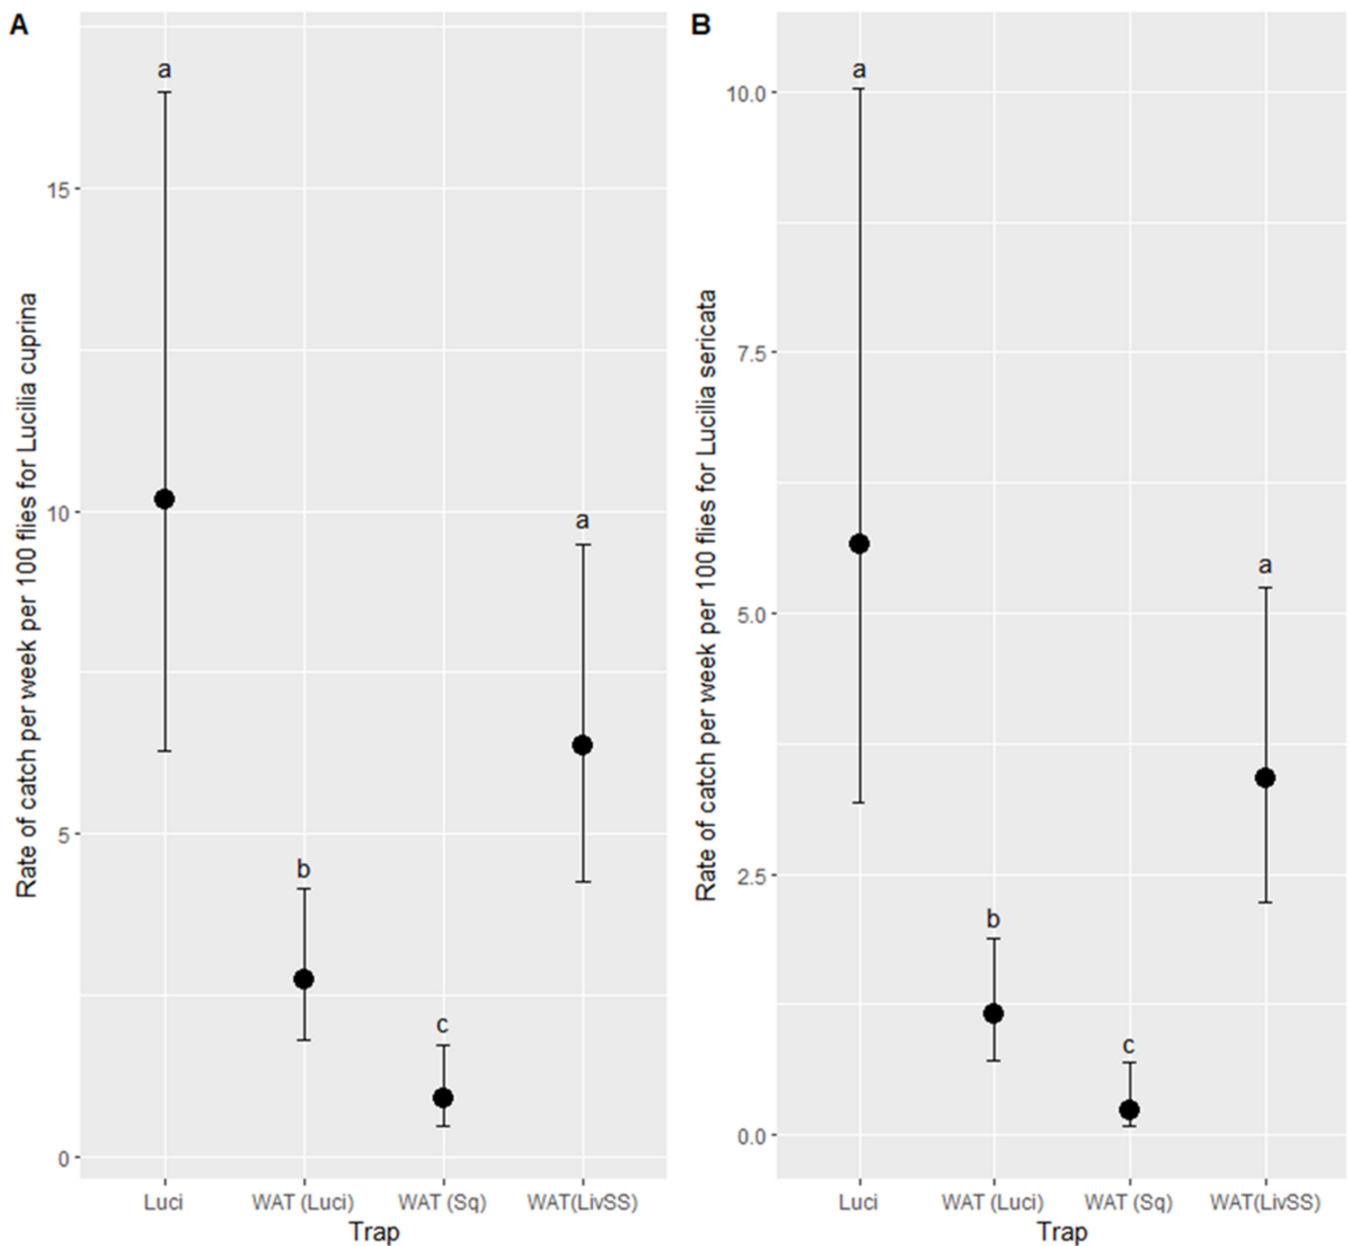 A
Rate of catch per week per 100 flies for Lucilia cuprina
15
10
5
0
a
b
c
a
Luci
WAT (Luci)
WAT (Sq)
WAT(LivSS)
Trap
B
Rate of catch per week per 100 flies for Lucilia sericata
10.0
7.5
5.0
2.5
0.0
a
b
c
a
Luci
WAT (Luci)
WAT (Sq)
WAT(LivSS)
Trap